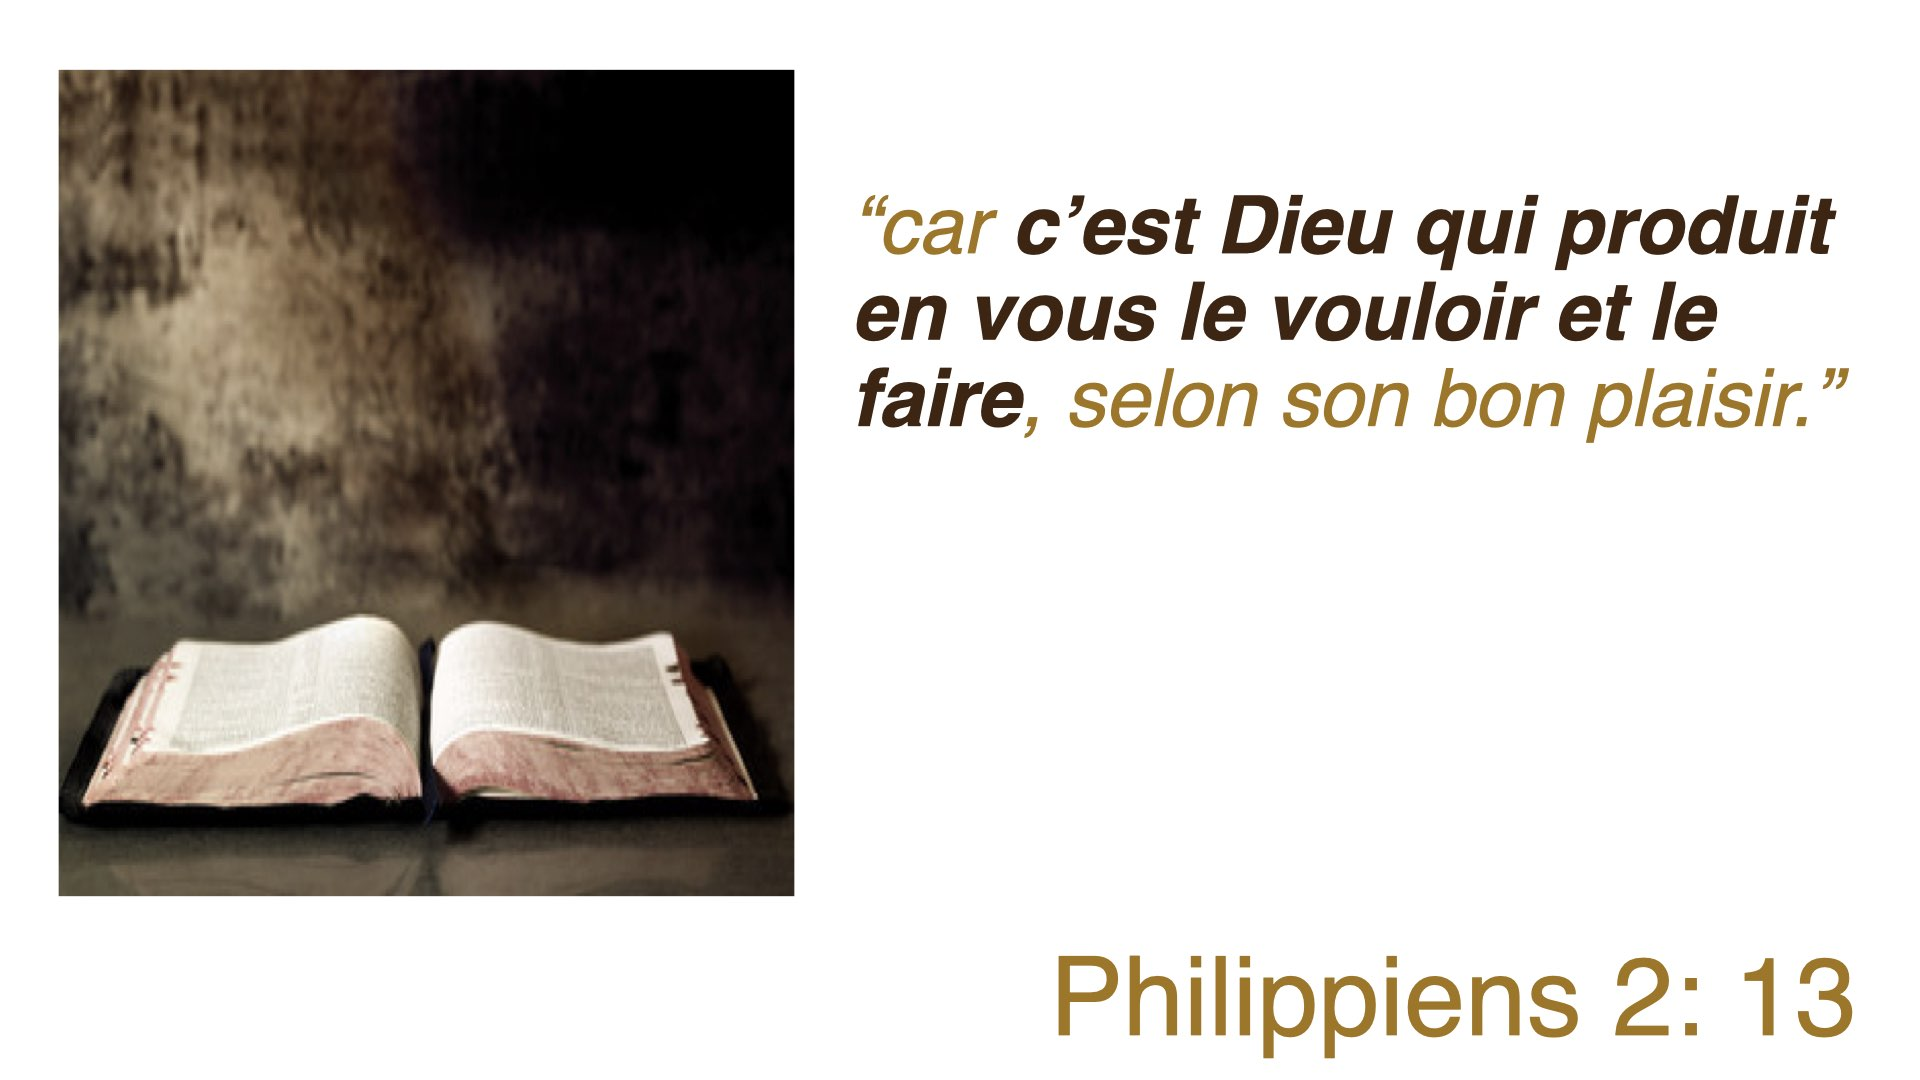 “car c’est Dieu qui produit
en vous le vouloir et le
faire, selon son bon plaisir.”
Philippiens 2: 13